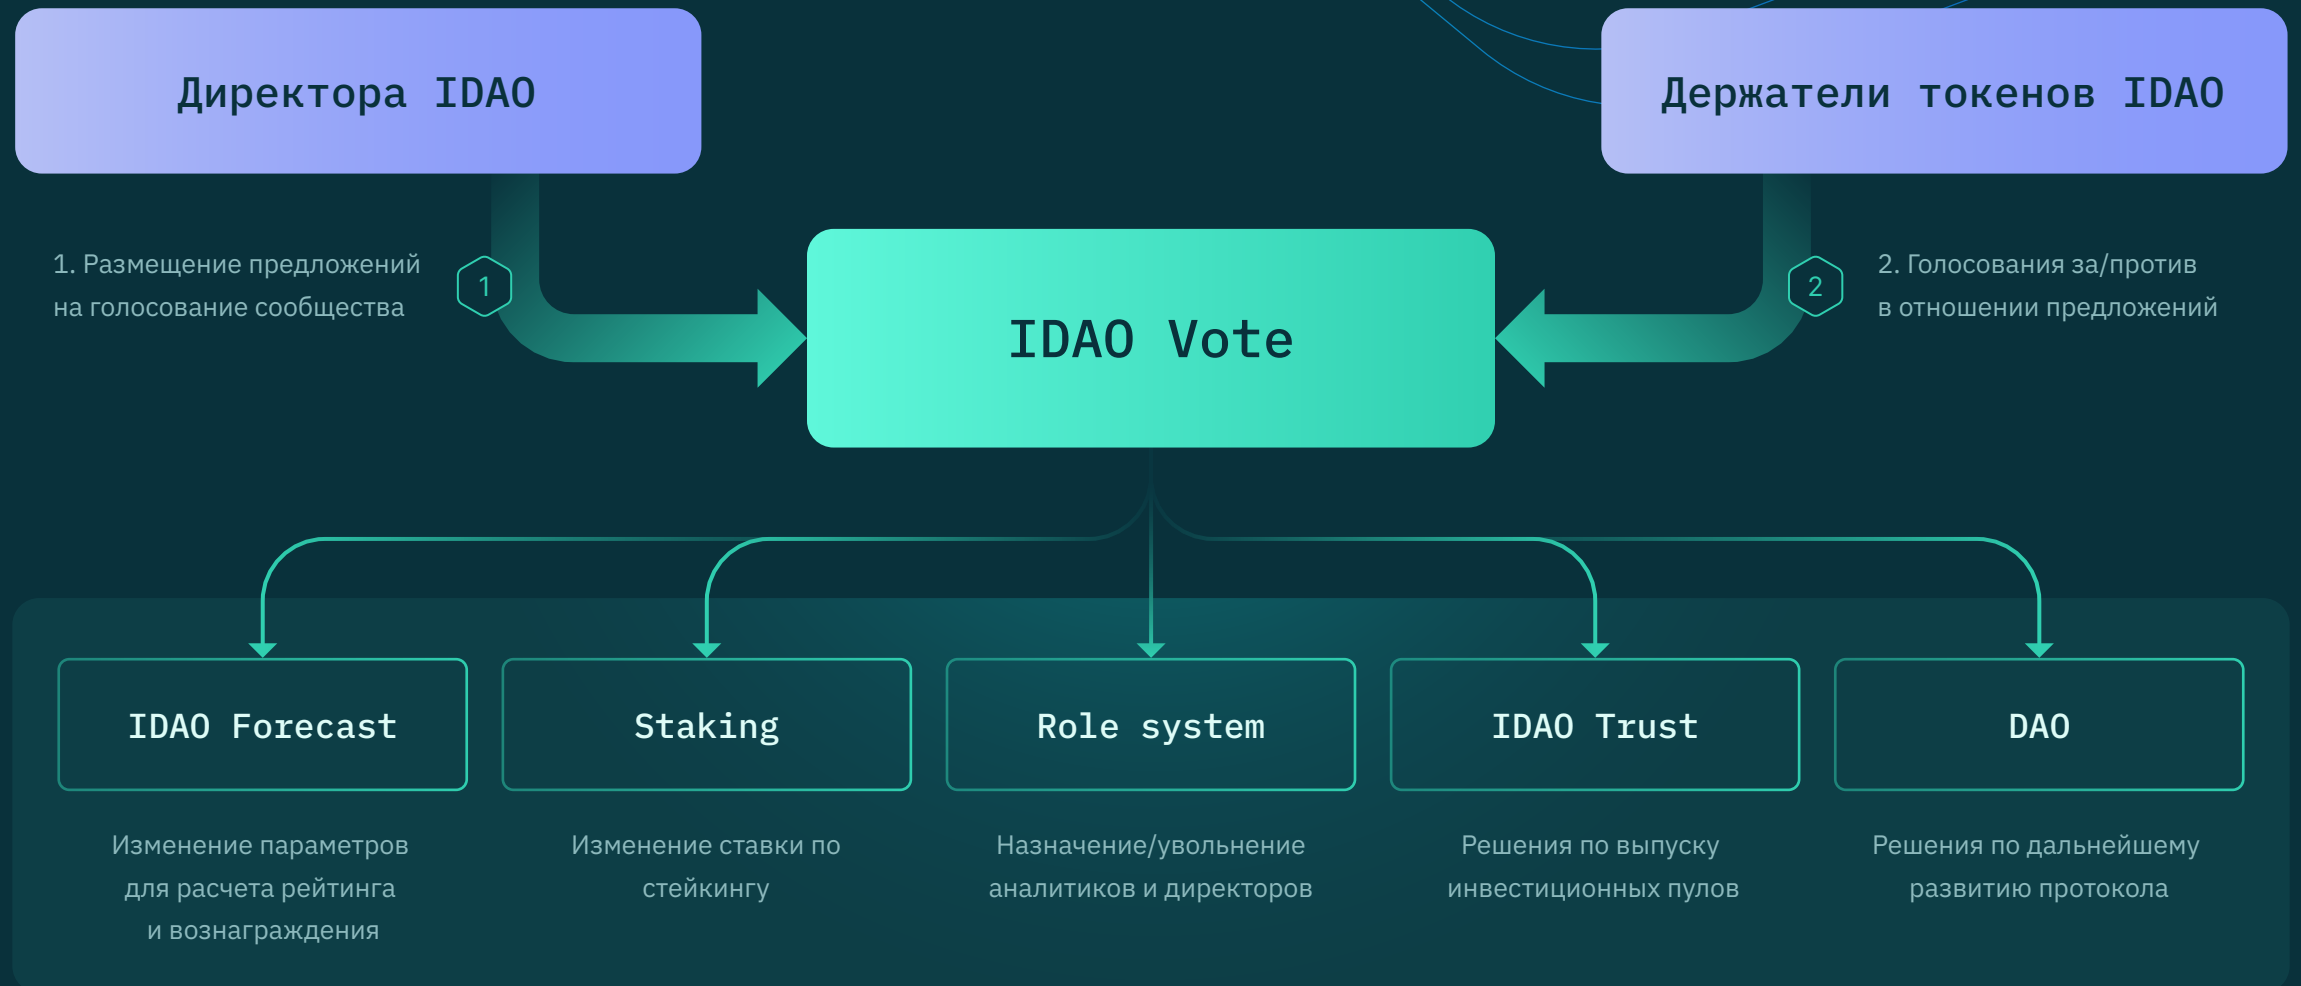 Директора IDAO
Держатели токенов IDAO
1. Размещение предложений
на голосование сообщества
1
IDAO Vote
2
2. Голосования за/против
в отношении предложений
IDAO Forecast
Staking
Role system
IDAO Trust
DAO
Изменение параметров
для расчета рейтинга
и вознаграждения
Изменение ставки по
стейкингу
Назначение/увольнение
аналитиков и директоров
Решения по выпуску
инвестиционных пулов
Решения по дальнейшему
развитию протокола